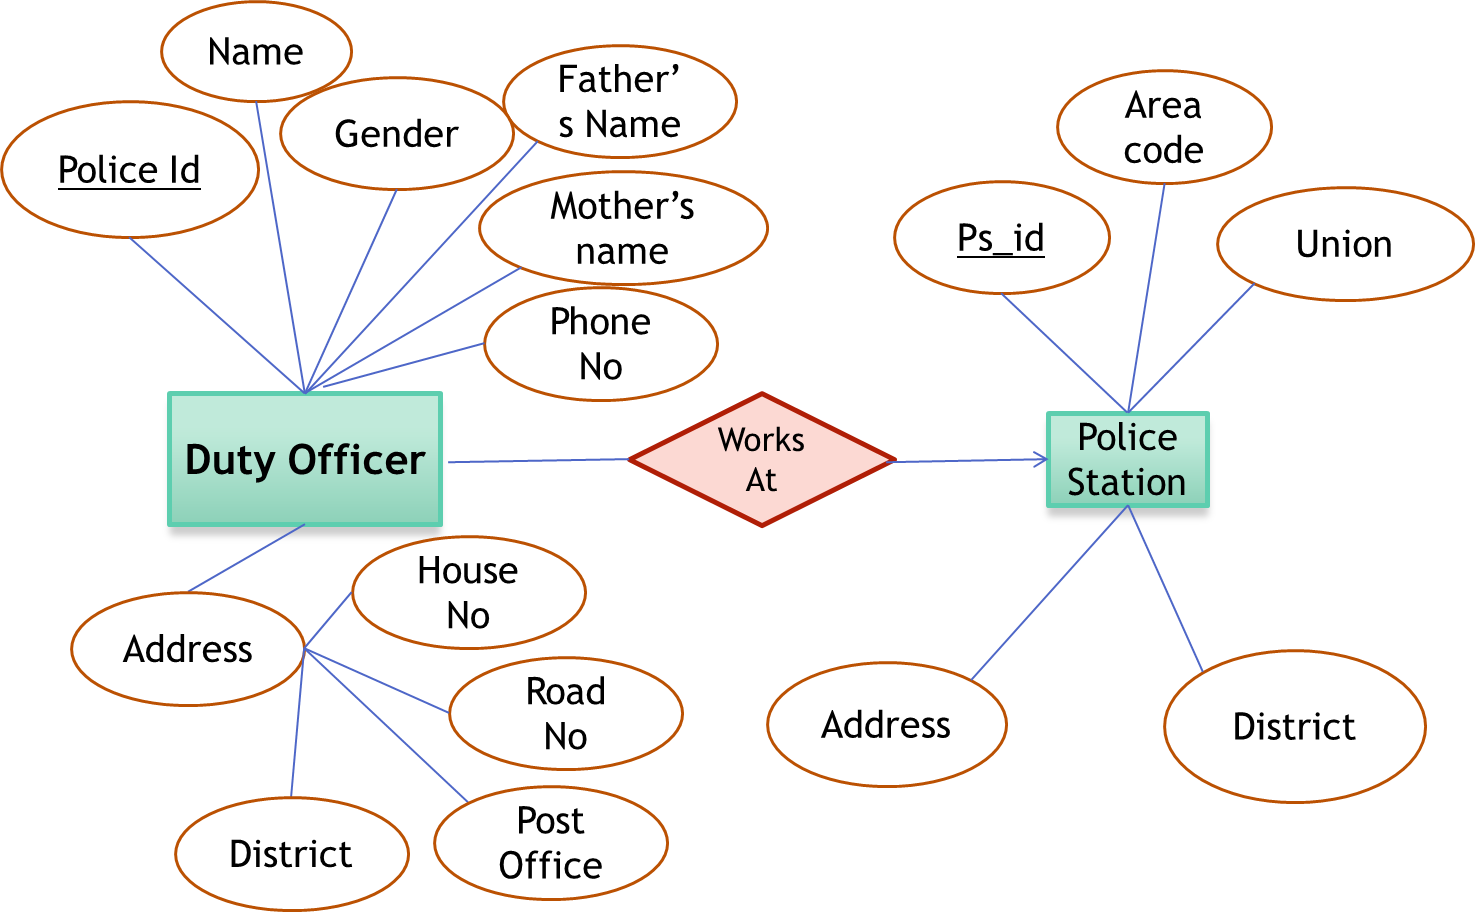 Name
Father’
s Name
Gender
Police Id
Mother’s
name
Phone
No
Area
code
Ps_id
Union
Duty Officer
Works
At
Police
Station
House
No
Address
Road
No
Post
Office
District
Address
District